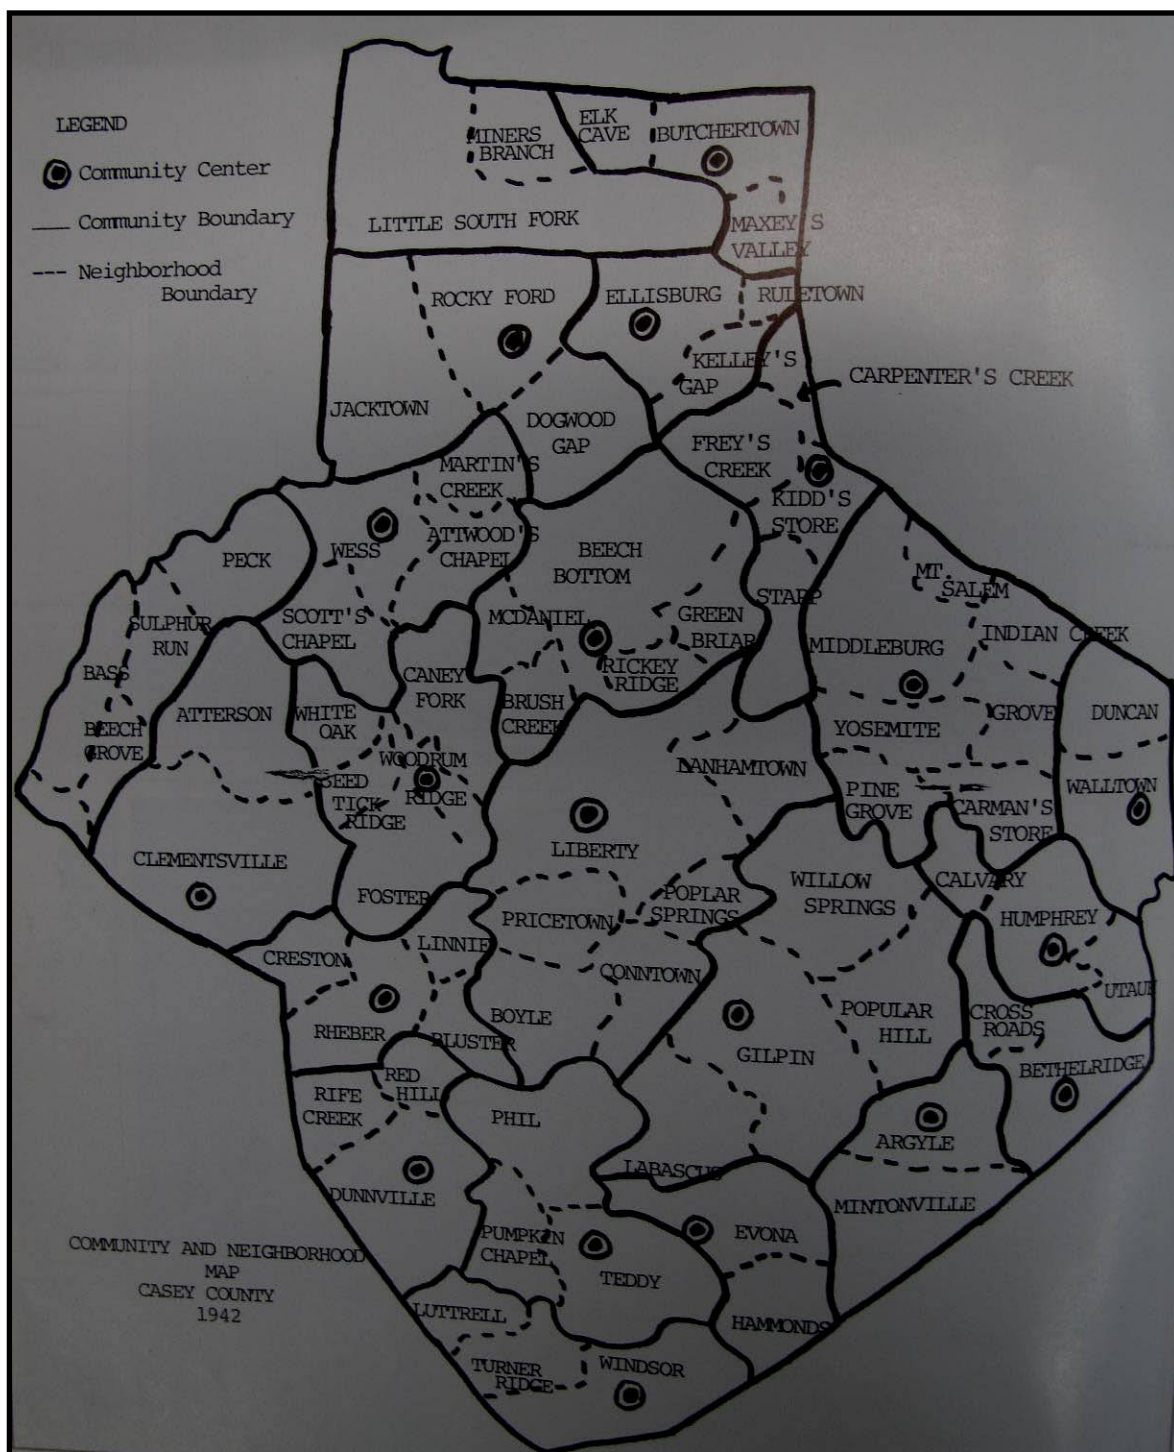 LEGEND
Community Center
Community Boundary
Neighborhood
Boundary
MINERS
BRANCH
ELK
CAVE
BUTCHERTOWN
LITTLE SOUTH FORK
MAXEY'S
VALLEY
ROCKY FORD
ELLISBURG
RULETOWN
KELLEY'S
GAP
CARPENTER'S CREEK
JACKTOWN
DOGWOOD
GAP
FREY'S
CREEK
MARTIN'S
CREEK
KIDD'S
STORE
WESS
ATTWOOD'S
CHAPEL
BEECH
BOTTOM
PECK
MT.
SALEM
STAPP
SULPHUR
RUN
SCOTT'S
CHAPEL
MCDANIEL
GREEN
BRIAR
INDIAN CREEK
MIDDLEBURG
BASS
CANEY
FORK
RICKEY
RIDGE
BRUSH
CREEK
BEECH
GROVE
ATTERSON
WHITE
OAK
YOSEMITE
GROVE
DUNCAN
WOODRUM
RIDGE
SEED
TICK
RIDGE
LANHAMTOWN
PINE
GROVE
CARMAN'S
STORE
WALLTOWN
LIBERTY
CLEMENTSVILLE
FOSTER
POPLAR
SPRINGS
WILLOW
SPRINGS
CALVARY
PRICETOWN
HUMPHREY
LINNIE
CRESTON
CONNTOWN
UTAUH
RHEBER
BLUSTER
BOYLE
POPULAR
HILL
CROSS
ROADS
GILPIN
BETHELRIDGE
RED
HILL
RIFE
CREEK
PHIL
ARGYLE
LABASCUS
DUNNVILLE
MINTONVILLE
PUMPKIN
CHAPEL
EVONA
TEDDY
COMMUNITY AND NEIGHBORHOOD
MAP
CASEY COUNTY
1942
LUTTRELL
HAMMONDS
TURNER
RIDGE
WINDSOR